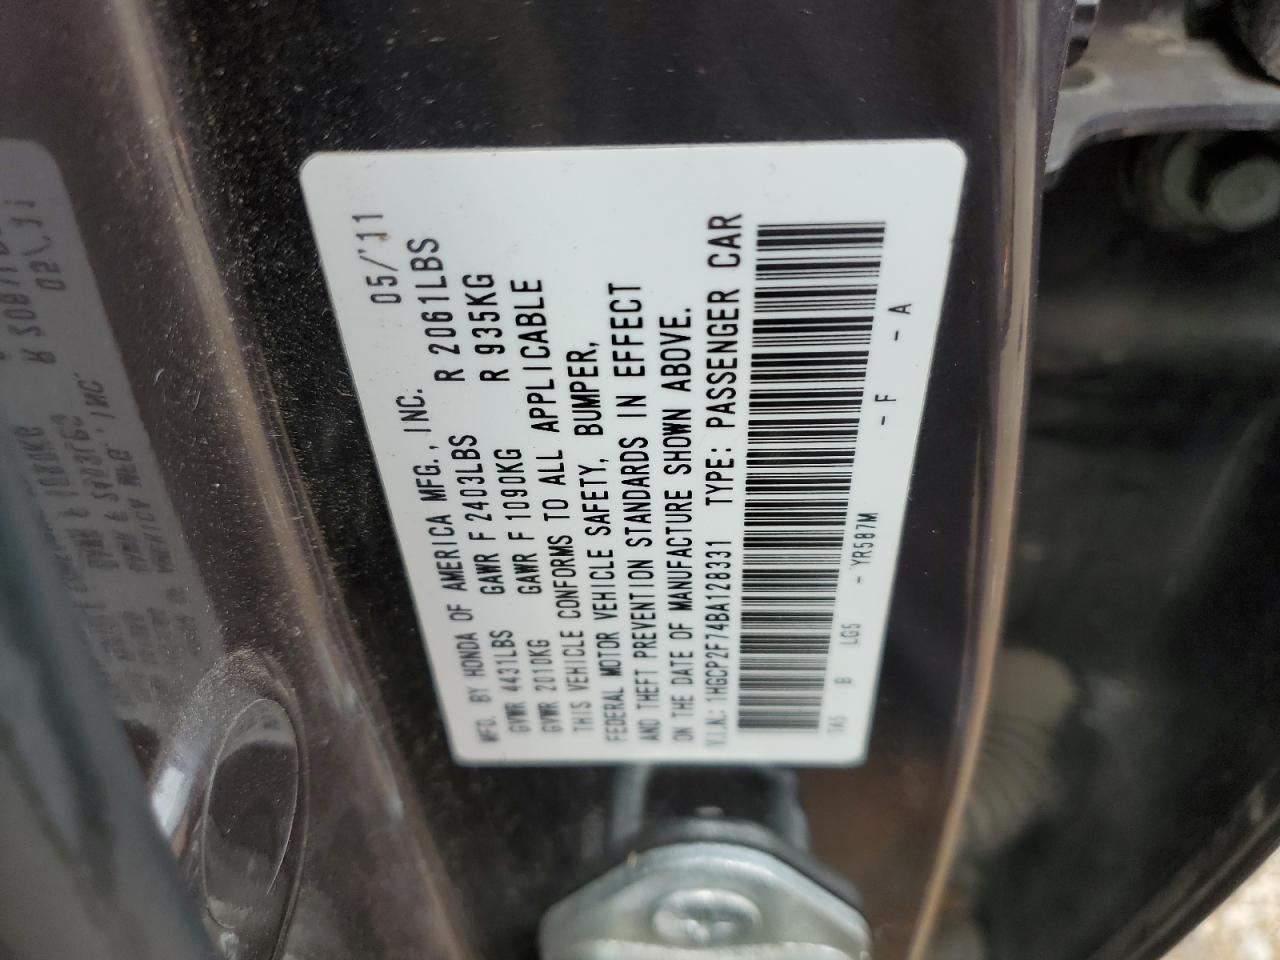 05/'11
MFD. BY HONDA OF AMERICA MFG., INC.
GVWR 4431LBS GAWR F 2403LBS R 2061LBS
GVWR 2010KG GAWR F 1090KG R 935KG
THIS VEHICLE CONFORMS TO ALL APPLICABLE
FEDERAL MOTOR VEHICLE SAFETY, BUMPER,
AND THEFT PREVENTION STANDARDS IN EFFECT
ON THE DATE OF MANUFACTURE SHOWN ABOVE.
V.I.N.: 1HGCP2F74BA128331 TYPE: PASSENGER CAR
TA5 B LG5 - YR587M - F - A